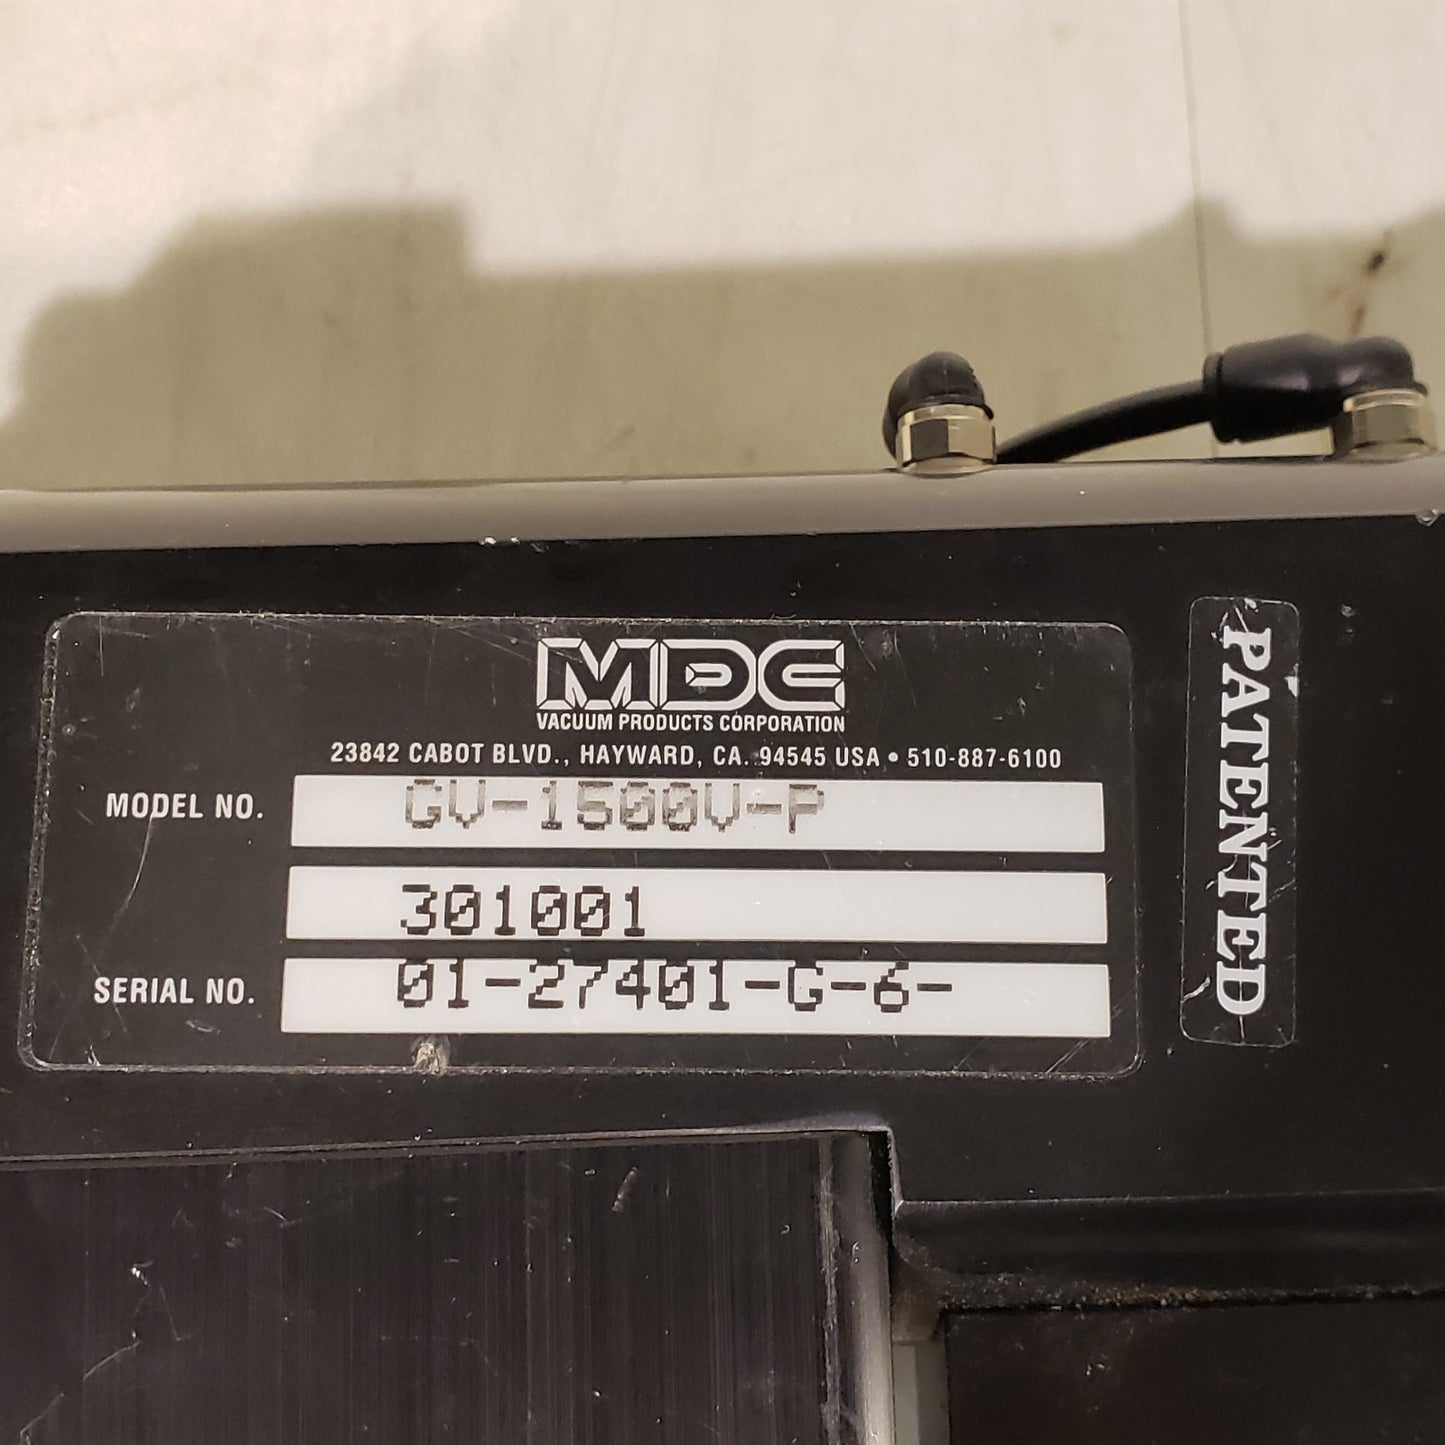 MDC
VACUUM PRODUCTS CORPORATION
23842 CABOT BLVD., HAYWARD, CA. 94545 USA • 510-887-6100
MODEL NO. GV-1500V-P
301001
SERIAL NO. 01-27401-G-6-
PATENTED